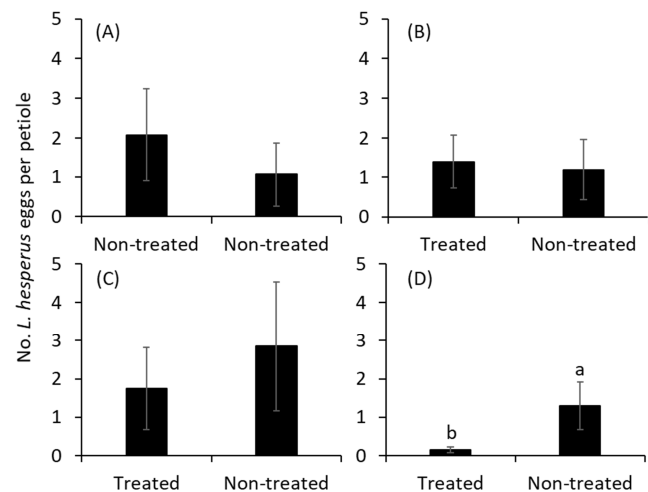 No. L. hesperus eggs per petiole
(A)
5
4
3
2
1
0
Non-treated Non-treated
(B)
5
4
3
2
1
0
Treated Non-treated
(C)
5
4
3
2
1
0
Treated Non-treated
(D)
5
4
3
2
1
0
b
a
Treated Non-treated